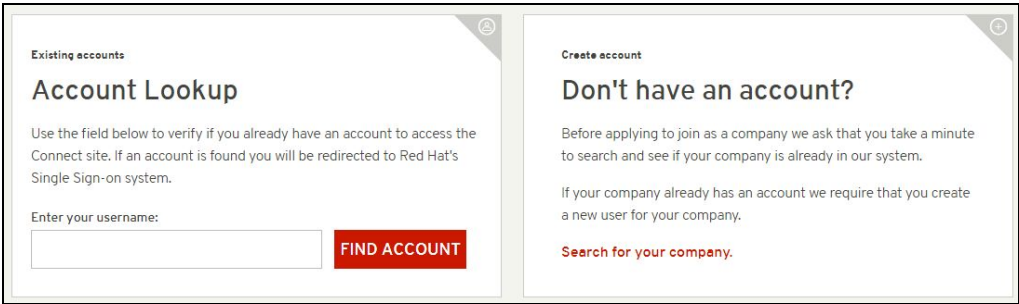 Existing accounts
Account Lookup
Use the field below to verify if you already have an account to access the
Connect site. If an account is found you will be redirected to Red Hat's
Single Sign-on system.
Enter your username:
FIND ACCOUNT
Create account
Don't have an account?
Before applying to join as a company we ask that you take a minute
to search and see if your company is already in our system.
If your company already has an account we require that you create
a new user for your company.
Search for your company.